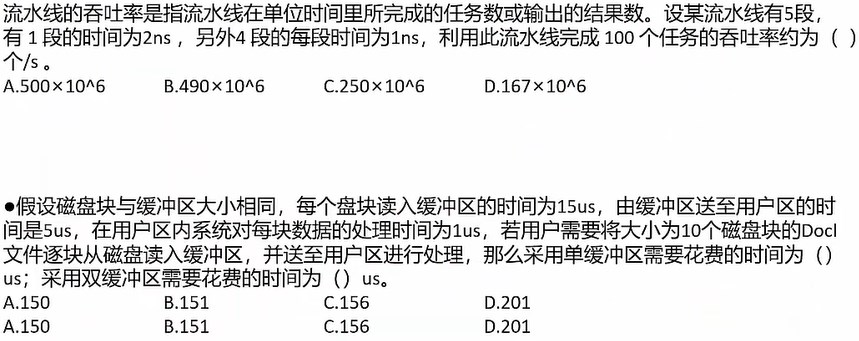 流水线的吞吐率是指流水线在单位时间里所完成的任务数或输出的结果数。设某流水线有5段，
有 1 段的时间为2ns ，另外4 段的每段时间为1ns，利用此流水线完成 100 个任务的吞吐率约为（ ）
个/s 。
A.500×10^6 B.490×10^6 C.250×10^6 D.167×10^6
●假设磁盘块与缓冲区大小相同，每个盘块读入缓冲区的时间为15us，由缓冲区送至用户区的时
间是5us，在用户区内系统对每块数据的处理时间为1us，若用户需要将大小为10个磁盘块的Docl
文件逐块从磁盘读入缓冲区，并送至用户区进行处理，那么采用单缓冲区需要花费的时间为（）
us；采用双缓冲区需要花费的时间为（）us。
A.150 B.151 C.156 D.201
A.150 B.151 C.156 D.201